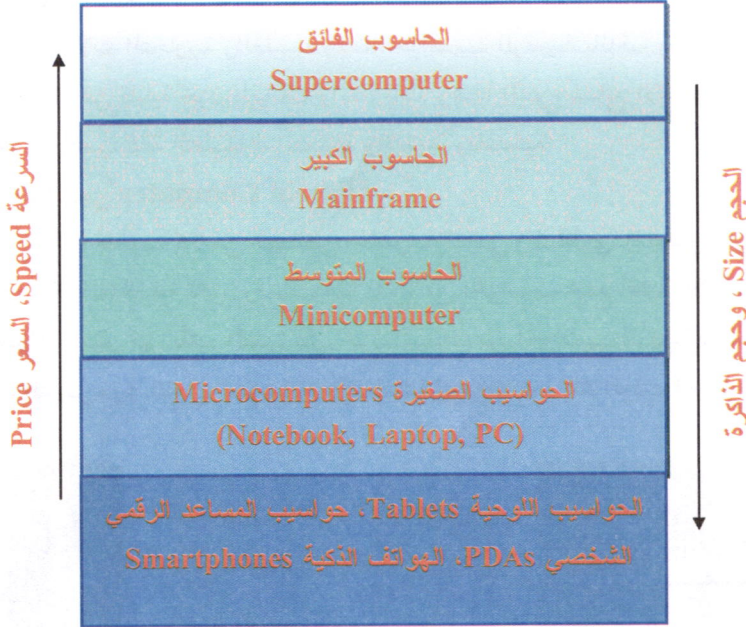 الحاسوب الفائق
Supercomputer
الحاسوب الكبير
Mainframe
الحاسوب المتوسط
Minicomputer
الحواسيب الصغيرة Microcomputers
(Notebook, Laptop, PC)
الحواسيب اللوحية Tablets، حواسيب المساعد الرقمي
الشخصي PDAs، الهواتف الذكية Smartphones
السرعة Speed، السعر Price
الحجم Size ، وحجم الذاكرة